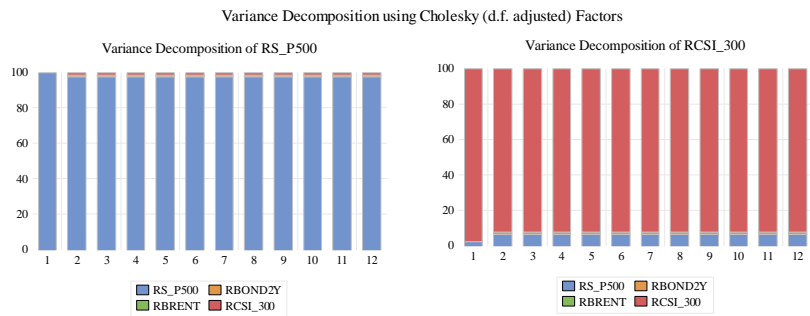 Variance Decomposition using Cholesky (d.f. adjusted) Factors
Variance Decomposition of RS_P500
100
80
60
40
20
0
1 2 3 4 5 6 7 8 9 10 11 12
RS_P500 RBOND2Y
RBRENT RCSI_300
Variance Decomposition of RCSI_300
100
80
60
40
20
0
1 2 3 4 5 6 7 8 9 10 11 12
RS_P500 RBOND2Y
RBRENT RCSI_300